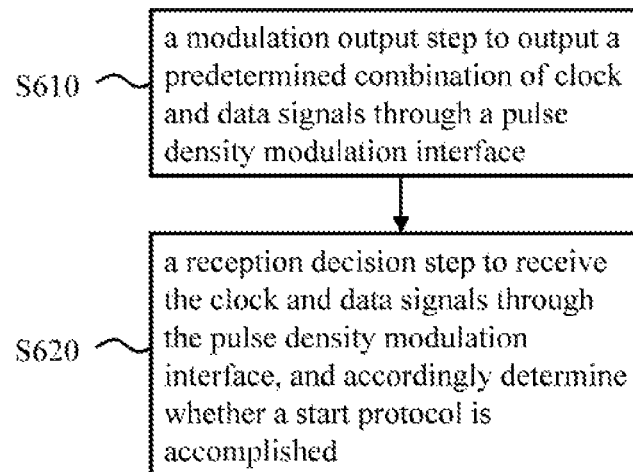 S610
a modulation output step to output a
predetermined combination of clock
and data signals through a pulse
density modulation interface
S620
a reception decision step to receive
the clock and data signals through
the pulse density modulation
interface, and accordingly determine
whether a start protocol is
accomplished